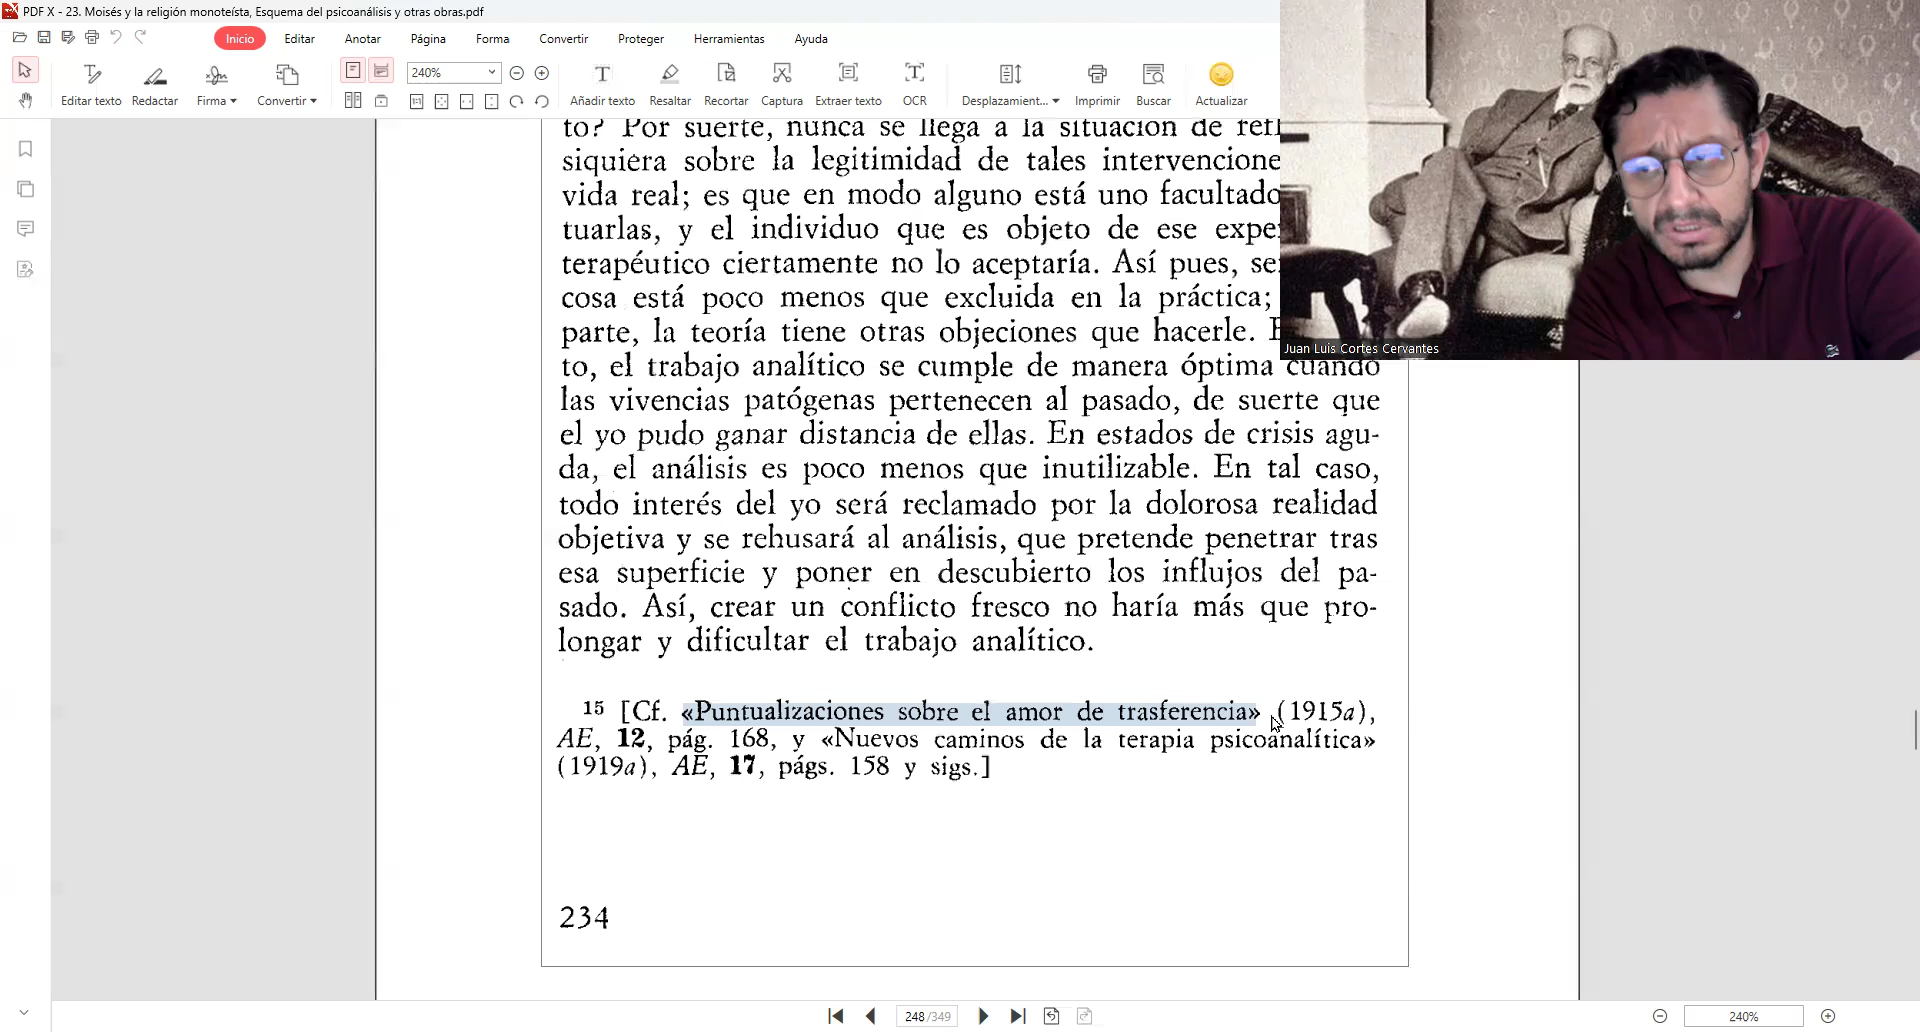 PDF X - 23. Moisés y la religión monoteísta, Esquema del psicoanálisis y otras obras.pdf
Inicio Editar Anotar Página Forma Convertir Proteger Herramientas Ayuda
240%
Editar texto Redactar Firma Convertir Añadir texto Resaltar Recortar Captura Extraer texto OCR Desplazamient... Imprimir Buscar Actualizar
to? Por suerte, nunca se llega a la situación de refl
siquiera sobre la legitimidad de tales intervencione
vida real; es que en modo alguno está uno facultado
tuarlas, y el individuo que es objeto de ese expe
terapéutico ciertamente no lo aceptaría. Así pues, se
cosa está poco menos que excluida en la práctica;
parte, la teoría tiene otras objeciones que hacerle.
to, el trabajo analítico se cumple de manera óptima cuando
las vivencias patógenas pertenecen al pasado, de suerte que
el yo pudo ganar distancia de ellas. En estados de crisis agu-
da, el análisis es poco menos que inutilizable. En tal caso,
todo interés del yo será reclamado por la dolorosa realidad
objetiva y se rehusará al análisis, que pretende penetrar tras
esa superficie y poner en descubierto los influjos del pa-
sado. Así, crear un conflicto fresco no haría más que pro-
longar y dificultar el trabajo analítico.
15 [Cf. «Puntualizaciones sobre el amor de trasferencia» (1915a),
AE, 12, pág. 168, y «Nuevos caminos de la terapia psicoanalítica»
(1919a), AE, 17, págs. 158 y sigs.]
234
Juan Luis Cortes Cervantes
248/349
240%